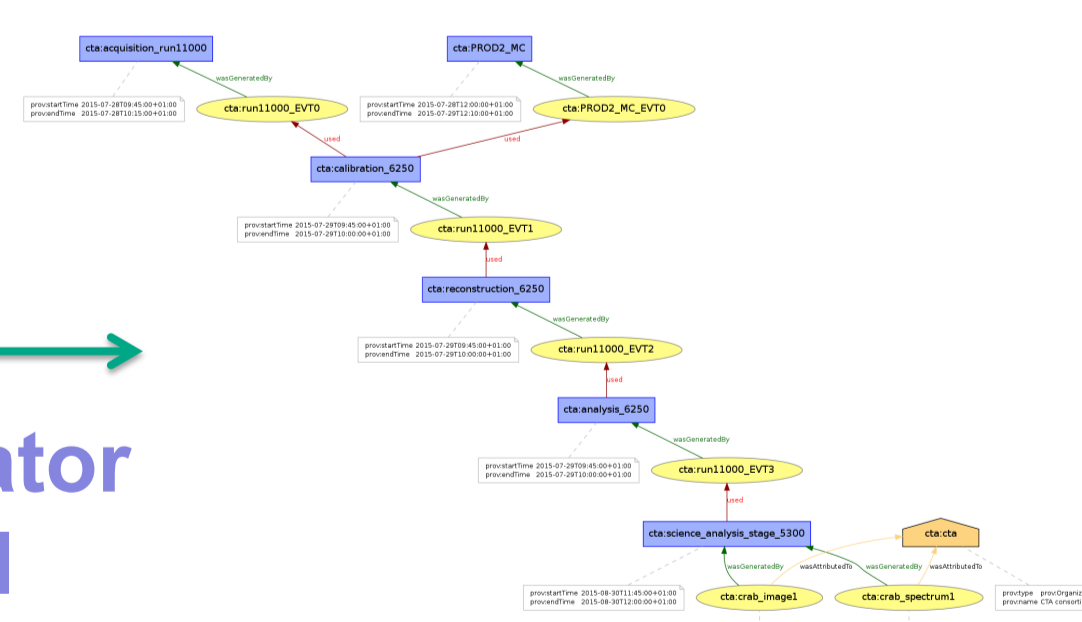 cta:acquisition_run11000
cta:PROD2_MC
wasGeneratedBy
wasGeneratedBy
prov:startTime 2015-07-28T09:45:00+01:00
prov:endTime 2015-07-28T10:15:00+01:00
cta:run11000_EVT0
prov:startTime 2015-07-28T12:00:00+01:00
prov:endTime 2015-07-29T12:10:00+01:00
cta:PROD2_MC_EVT0
used
used
cta:calibration_6250
wasGeneratedBy
prov:startTime 2015-07-29T09:45:00+01:00
prov:endTime 2015-07-29T10:00:00+01:00
cta:run11000_EVT1
used
cta:reconstruction_6250
wasGeneratedBy
prov:startTime 2015-07-29T09:45:00+01:00
prov:endTime 2015-07-29T10:00:00+01:00
cta:run11000_EVT2
used
cta:analysis_6250
wasGeneratedBy
ator
prov:startTime 2015-07-29T09:45:00+01:00
prov:endTime 2015-07-29T10:00:00+01:00
cta:run11000_EVT3
used
cta:science_analysis_stage_5300
cta:cta
wasGeneratedBy
wasAttributedTo
wasGeneratedBy
wasAttributedTo
prov:startTime 2015-08-30T11:45:00+01:00
prov:endTime 2015-08-30T12:00:00+01:00
cta:crab_image1
cta:crab_spectrum1
prov:type prov:Organiz
prov:name CTA consorti